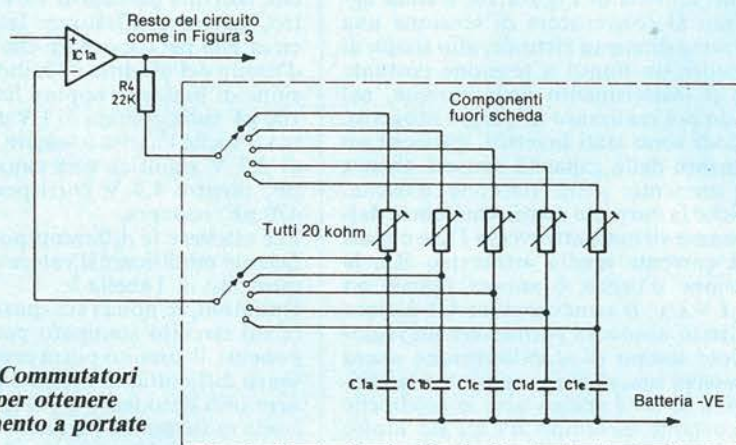 Resto del circuito
come in Figura 3
+
IC1a
−
R4
22K
Componenti
fuori scheda
Tutti 20 kohm
C1a
C1b
C1c
C1d
C1e
Batteria -VE
Commutatori
per ottenere
mento a portate